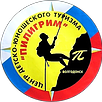 ЦЕНТР ДЕТСКО-ЮНОШЕСКОГО ТУРИЗМА
"ПИЛИГРИМ"
П
ВОЛГОДОНСК